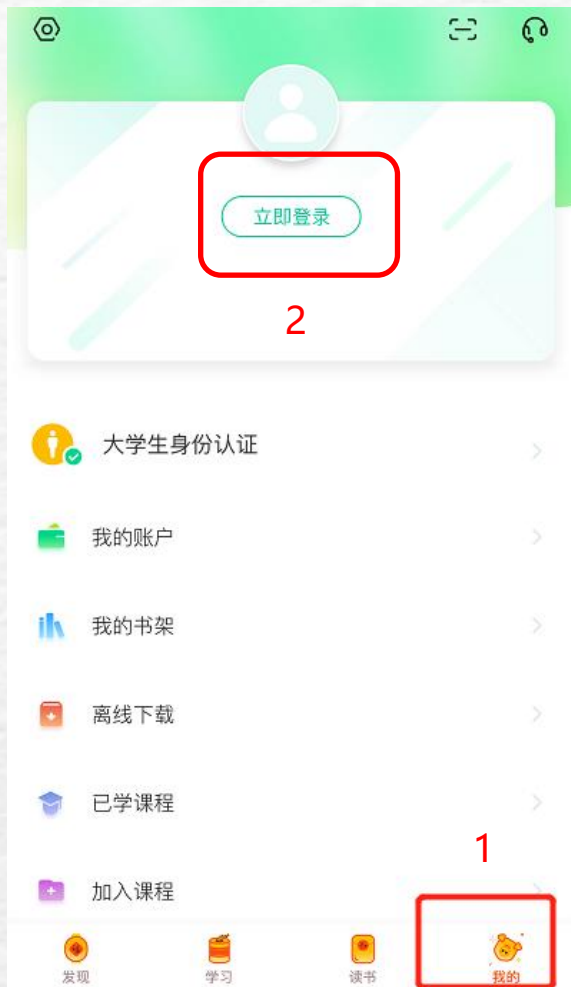 立即登录
2
大学生身份认证
我的账户
我的书架
离线下载
已学课程
1
加入课程
发现
学习
读书
我的